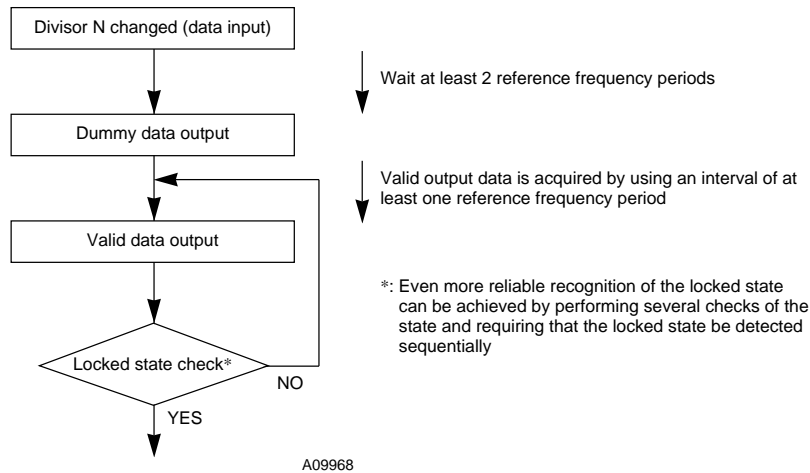 Divisor N changed (data input)
Wait at least 2 reference frequency periods
Dummy data output
Valid output data is acquired by using an interval of at
least one reference frequency period
Valid data output
*: Even more reliable recognition of the locked state
can be achieved by performing several checks of the
state and requiring that the locked state be detected
sequentially
Locked state check*
NO
YES
A09968